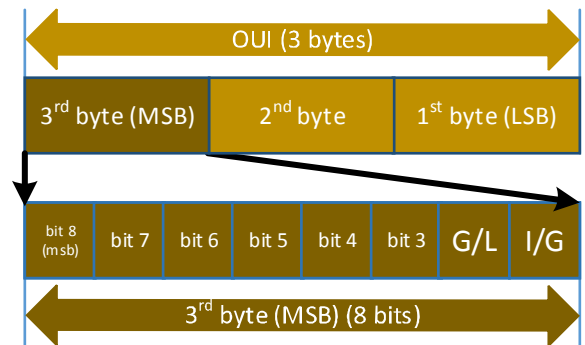 OUI (3 bytes)
3rd byte (MSB) 2nd byte 1st byte (LSB)
bit 8 (msb) bit 7 bit 6 bit 5 bit 4 bit 3 G/L I/G
3rd byte (MSB) (8 bits)